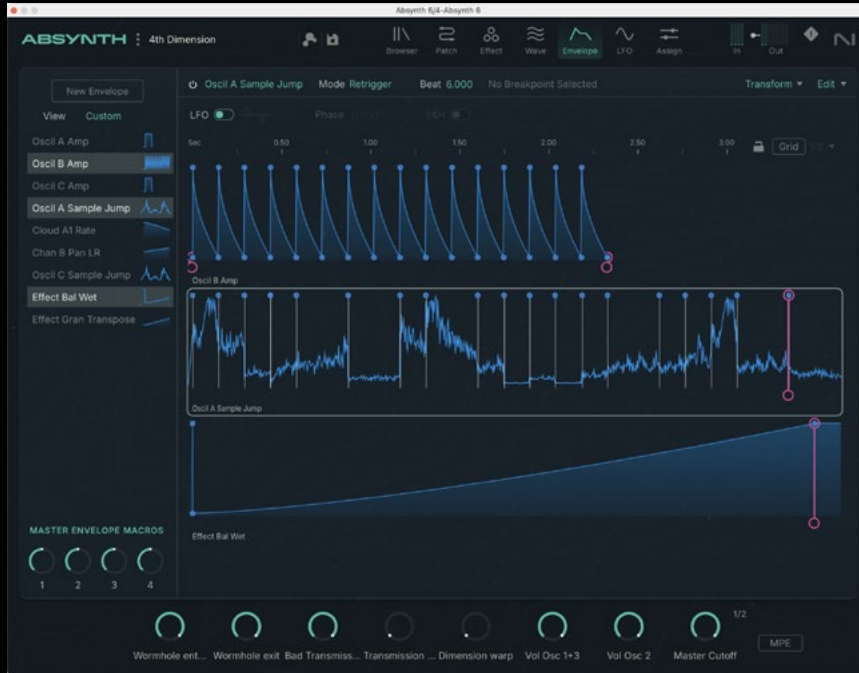 Absynth 6/4-Absynth 6
ABSYNTH 4th Dimension
Browser Patch Effect Wave Envelope LFO Assign In Out
New Envelope
View Custom
Oscil A Amp
Oscil B Amp
Oscil C Amp
Oscil A Sample Jump
Cloud A1 Rate
Chan B Pan LR
Oscil C Sample Jump
Effect Bal Wet
Effect Gran Transpose
MASTER ENVELOPE MACROS
1 2 3 4
Oscil A Sample Jump Mode Retrigger Beat 6.000 No Breakpoint Selected Transform Edit
LFO Phase
Sec 0.50 1.00 1.50 2.00 2.50 3.00 Grid
Oscil B Amp
Oscil A Sample Jump
Effect Bal Wet
Wormhole ent... Wormhole exit Bad Transmiss... Transmission ... Dimension warp Vol Osc 1+3 Vol Osc 2 Master Cutoff
1/2
MPE